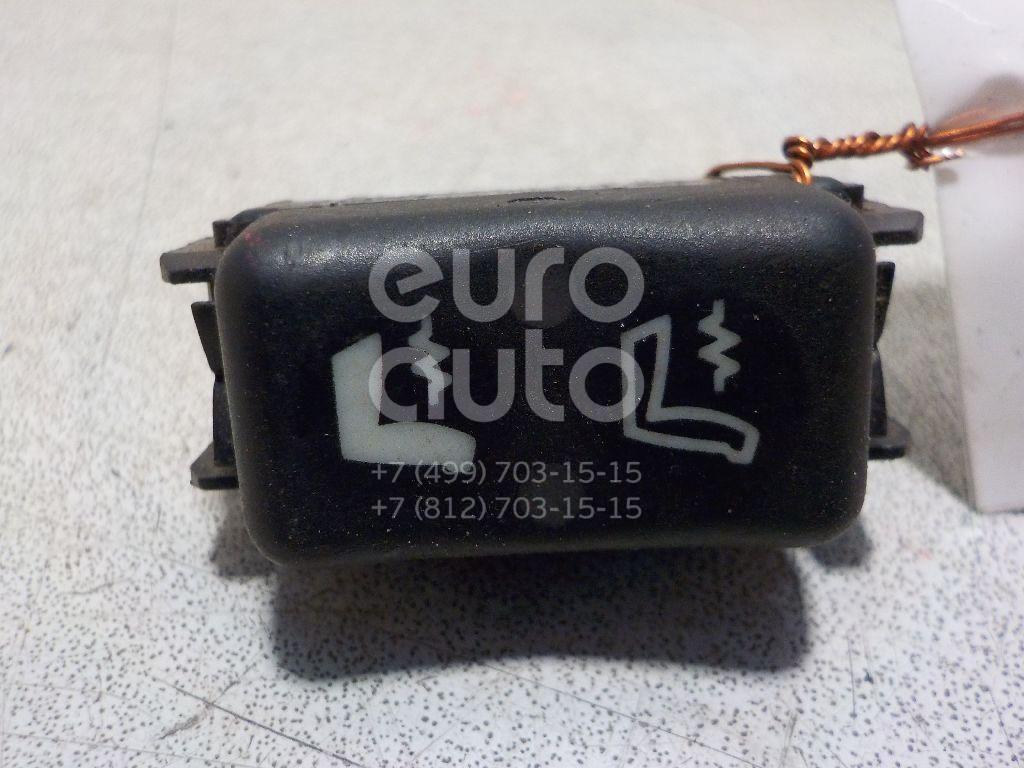 euro
auto
+7 (499) 703-15-15
+7 (812) 703-15-15